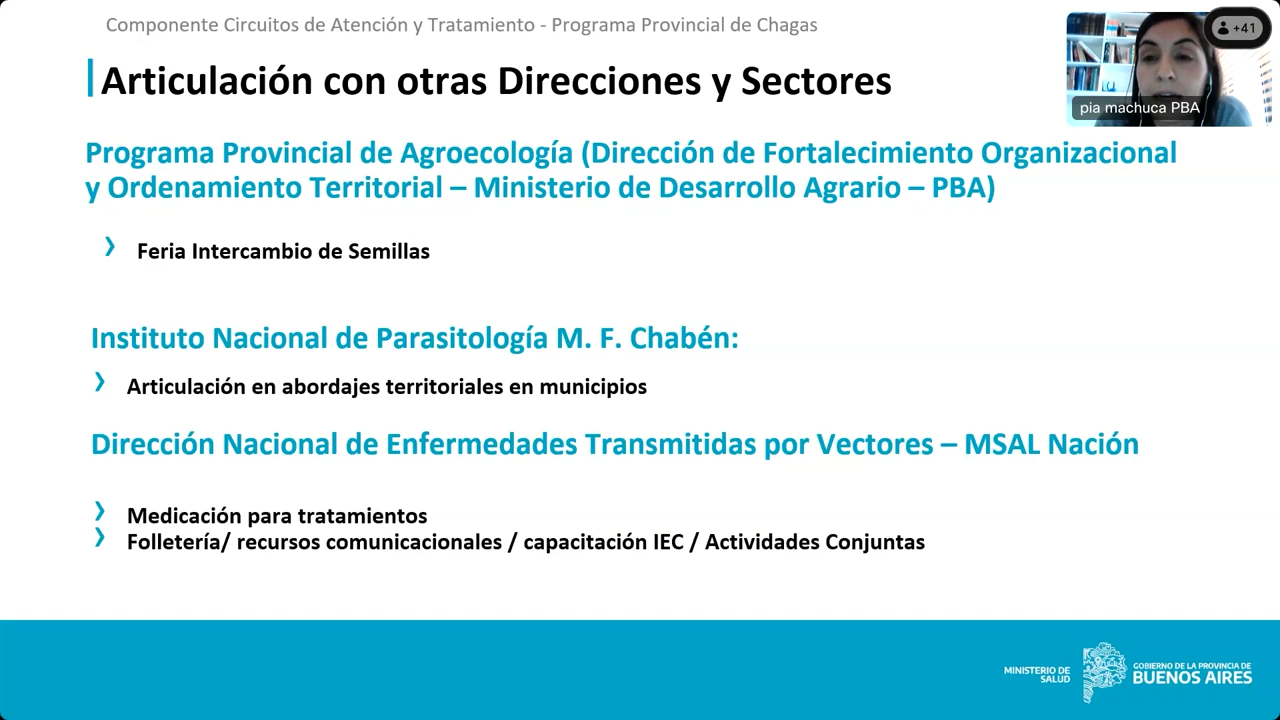 Componente Circuitos de Atención y Tratamiento - Programa Provincial de Chagas
Articulación con otras Direcciones y Sectores
+41
pia machuca PBA
Programa Provincial de Agroecología (Dirección de Fortalecimiento Organizacional
y Ordenamiento Territorial – Ministerio de Desarrollo Agrario – PBA)
Feria Intercambio de Semillas
Instituto Nacional de Parasitología M. F. Chabén:
Articulación en abordajes territoriales en municipios
Dirección Nacional de Enfermedades Transmitidas por Vectores – MSAL Nación
Medicación para tratamientos
Folletería/ recursos comunicacionales / capacitación IEC / Actividades Conjuntas
MINISTERIO DE
SALUD
GOBIERNO DE LA PROVINCIA DE
BUENOS AIRES